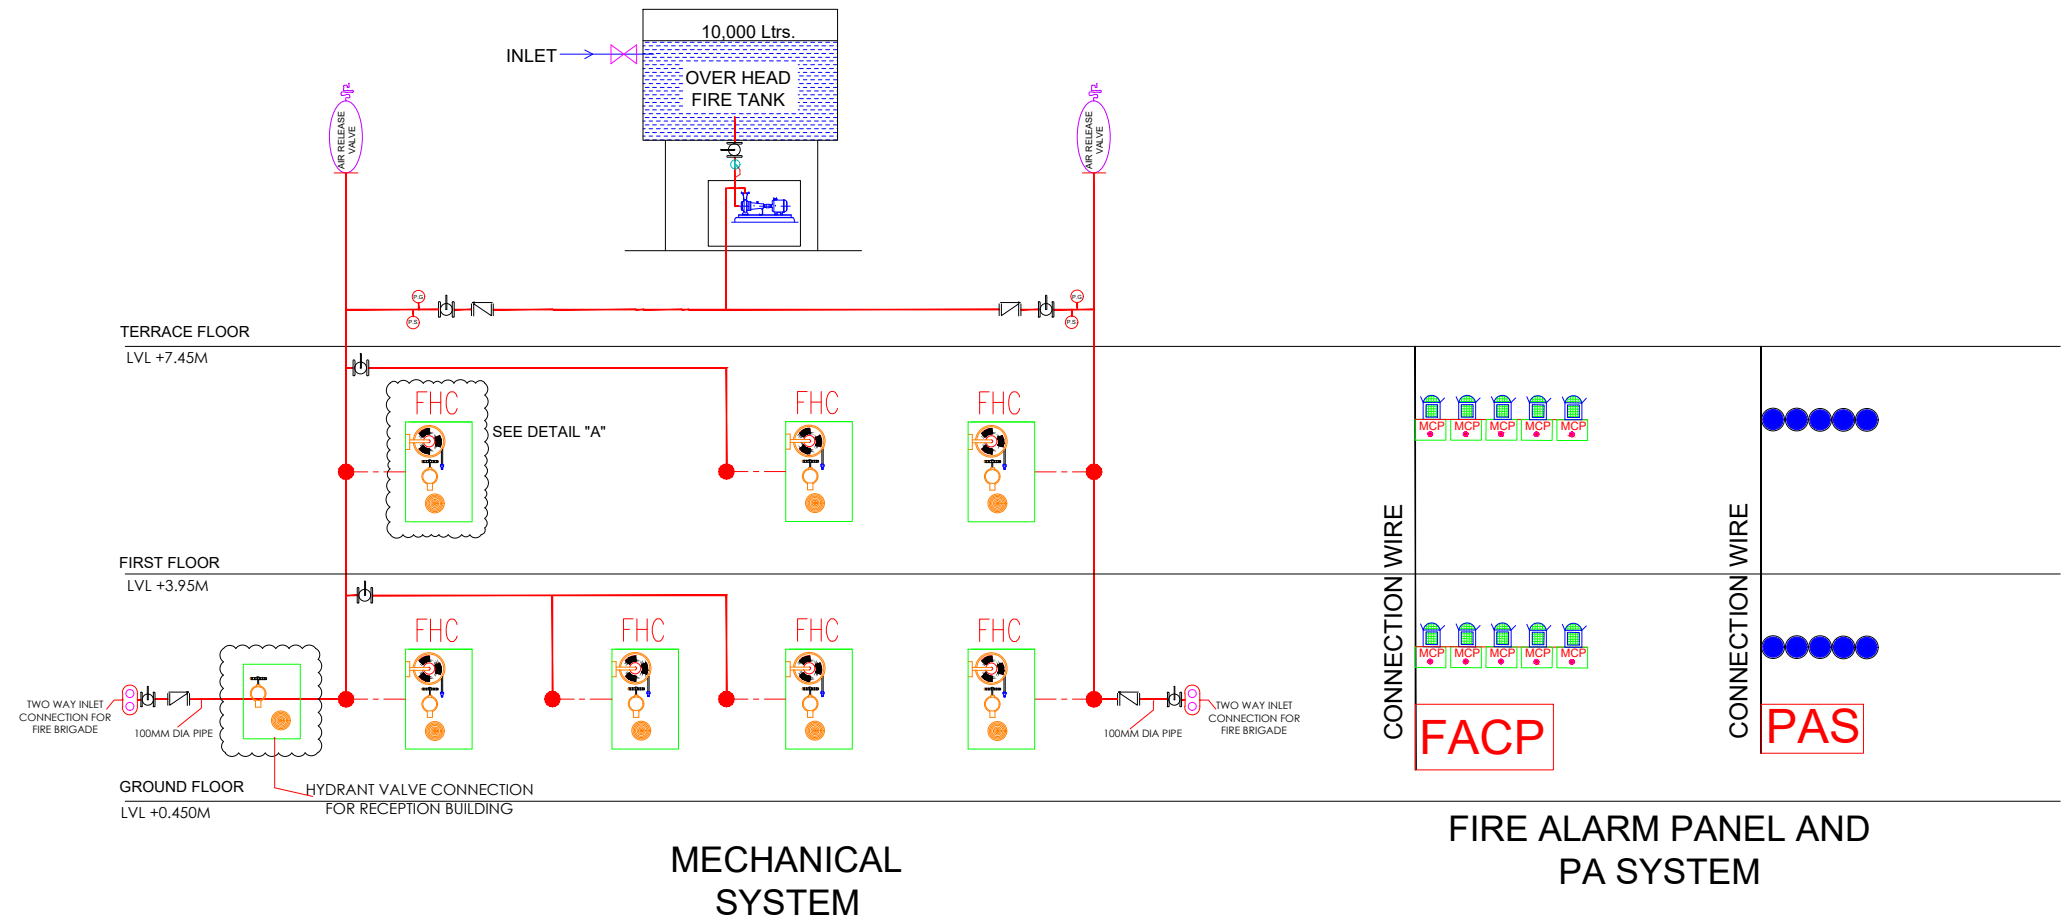 10,000 Ltrs.
INLET
OVER HEAD
FIRE TANK
AIR RELEASE
VALVE
AIR RELEASE
VALVE
P.G
P.S
P.G
P.S
TERRACE FLOOR
LVL +7.45M
FHC
SEE DETAIL "A"
FHC
FHC
MCP MCP MCP MCP MCP
CONNECTION WIRE
CONNECTION WIRE
FIRST FLOOR
LVL +3.95M
FHC
FHC
FHC
FHC
MCP MCP MCP MCP MCP
TWO WAY INLET
CONNECTION FOR
FIRE BRIGADE
100MM DIA PIPE
100MM DIA PIPE
TWO WAY INLET
CONNECTION FOR
FIRE BRIGADE
FACP
PAS
GROUND FLOOR
LVL +0.450M
HYDRANT VALVE CONNECTION
FOR RECEPTION BUILDING
MECHANICAL
SYSTEM
FIRE ALARM PANEL AND
PA SYSTEM